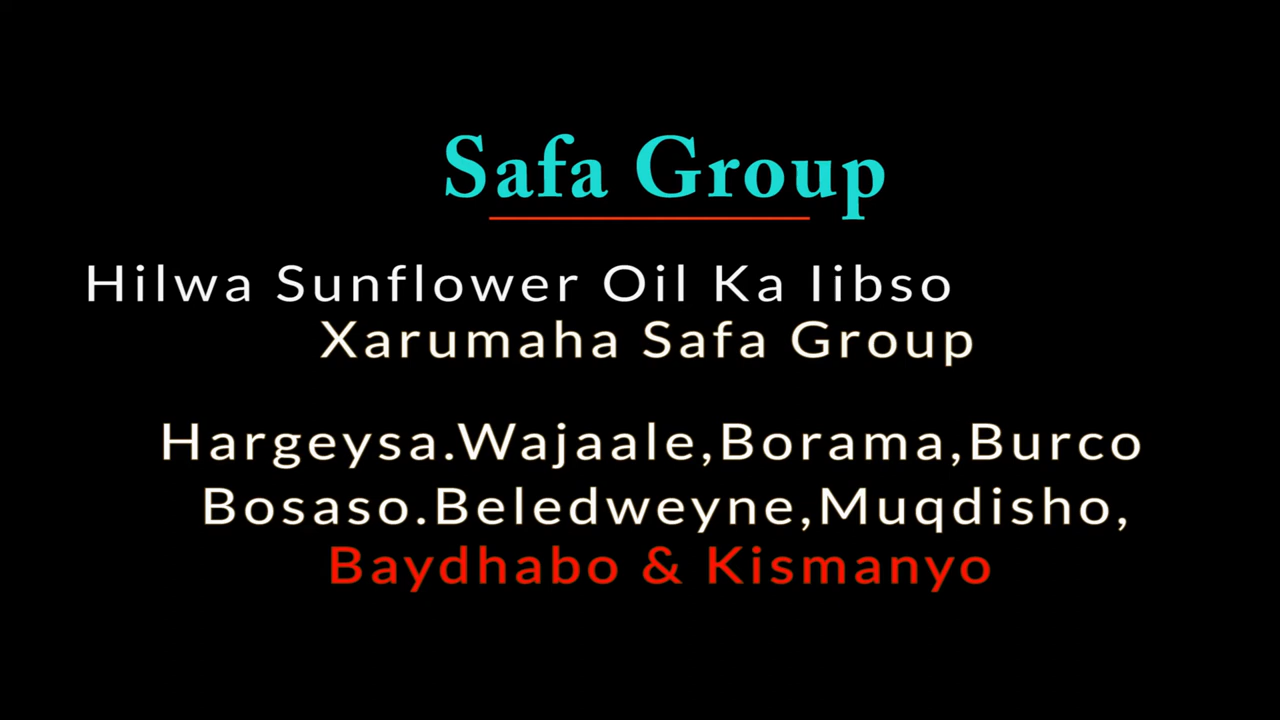 Safa Group
Hilwa Sunflower Oil Ka Iibso
Xarumaha Safa Group
Hargeysa.Wajaale,Borama,Burco
Bosaso.Beledweyne,Muqdisho,
Baydhabo & Kismanyo